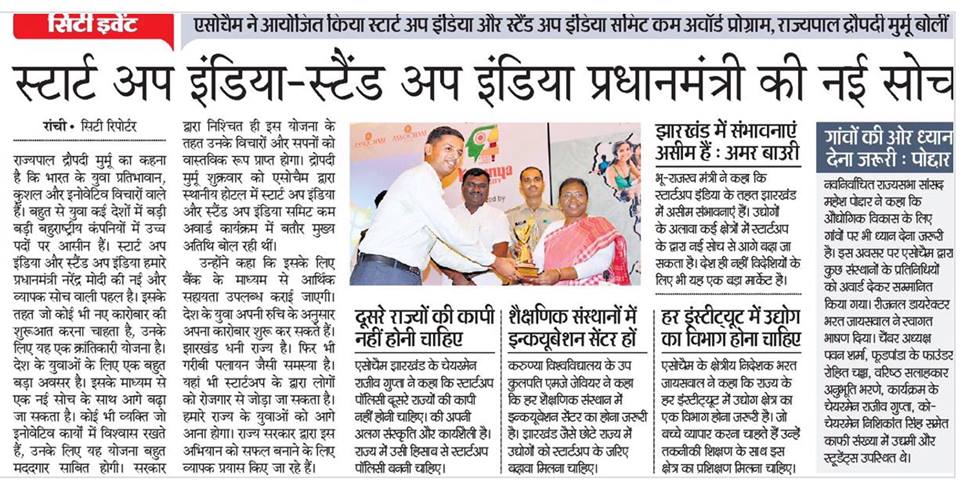 सिटी इवेंट
एसोचैम ने आयोजित किया स्टार्ट अप इंडिया और स्टैंड अप इंडिया समिट कम अवॉर्ड प्रोग्राम, राज्यपाल द्रौपदी मुर्मू बोलीं
स्टार्ट अप इंडिया-स्टैंड अप इंडिया प्रधानमंत्री की नई सोच
रांची • सिटी रिपोर्टर
राज्यपाल द्रौपदी मुर्मू का कहना
है कि भारत के युवा प्रतिभावान,
कुशल और इनोवेटिव विचारों वाले
हैं। बहुत से युवा कई देशों में बड़ी
बड़ी बहुराष्ट्रीय कंपनियों में उच्च
पदों पर आसीन हैं। स्टार्ट अप
इंडिया और स्टैंड अप इंडिया हमारे
प्रधानमंत्री नरेंद्र मोदी की नई और
व्यापक सोच वाली पहल है। इसके
तहत जो कोई भी नए कारोबार की
शुरूआत करना चाहता है, उनके
लिए यह एक क्रांतिकारी योजना है।
देश के युवाओं के लिए एक बहुत
बड़ा अवसर है। इसके माध्यम से
एक नई सोच के साथ आगे बढ़ा
जा सकता है। कोई भी व्यक्ति जो
इनोवेटिव कार्यो में विश्वास रखते
हैं, उनके लिए यह योजना बहुत
मददगार साबित होगी। सरकार
द्वारा निश्चित ही इस योजना के
तहत उनके विचारों और सपनों को
वास्तविक रूप प्राप्त होगा। द्रोपदी
मुर्मू शुक्रवार को एसोचैम द्वारा
स्थानीय होटल में स्टार्ट अप इंडिया
और स्टैंड अप इंडिया समिट कम
अवार्ड कार्यक्रम में बतौर मुख्य
अतिथि बोल रही थीं।
उन्होंने कहा कि इसके लिए
बैंक के माध्यम से आर्थिक
सहायता उपलब्ध कराई जाएगी।
देश के युवा अपनी रुचि के अनुसार
अपना कारोबार शुरू कर सकते हैं।
झारखंड धनी राज्य है। फिर भी
गरीबी पलायन जैसी समस्या है।
यहां भी स्टार्टअप के द्वारा लोगों
को रोजगार से जोड़ा जा सकता है।
हमारे राज्य के युवाओं को आगे
आना होगा। राज्य सरकार द्वारा इस
अभियान को सफल बनाने के लिए
व्यापक प्रयास किए जा रहे हैं।
ASSOCHAM
दूसरे राज्यों की कापी
नहीं होनी चाहिए
एसोचैम झारखंड के चेयरमेन
राजीव गुप्ता ने कहा कि स्टार्टअप
पॉलिसी दूसरे राज्यों की कापी
नहीं होनी चाहिए। की अपनी
अलग संस्कृति और कार्यशैली है।
राज्य में उसी हिसाब से स्टार्टअप
पॉलिसी बननी चाहिए।
शैक्षणिक संस्थानों में
इन्क्यूबेशन सेंटर हों
करुण्या विश्वविद्यालय के उप
कुलपति एमजे जेवियर ने कहा
कि हर शैक्षणिक संस्थान में
इन्क्यूबेशन सेंटर का होना जरूरी
है। झारखंड जैसे छोटे राज्य में
उद्योगों को स्टार्टअप के जरिए
बढ़ावा मिलना चाहिए।
झारखंड में संभावनाएं
असीम हैं : अमर बाउरी
भू-राजस्व मंत्री ने कहा कि
स्टार्टअप इंडिया के तहत झारखंड
में असीम संभावनाएं हैं। उद्योगों
के अलावा कई क्षेत्रों में स्टार्टअप
के द्वारा नई सोच से आगे बढ़ा जा
सकता है। देश ही नहीं विदेशियों के
लिए भी यह एक बड़ा मार्केट है।
हर इंस्टीट्यूट में उद्योग
का विभाग होना चाहिए
एसोचैम के क्षेत्रीय निदेशक भरत
जायसवाल ने कहा कि राज्य के
हर इंस्टीट्यूट में उद्योग क्षेत्र का
एक विभाग होना जरूरी है। जो
बच्चे व्यापार करना चाहते हैं उन्हें
तकनीकी शिक्षण के साथ इस
क्षेत्र का प्रशिक्षण मिलना चाहिए।
गांवों की ओर ध्यान
देना जरूरी : पोद्दार
नवनिर्वाचित राज्यसभा सांसद
महेश पोद्दार ने कहा कि
औद्योगिक विकास के लिए
गांवों पर भी ध्यान देना जरूरी
है। इस अवसर पर एसोचैम द्वारा
कुछ संस्थानों के प्रतिनिधियों
को अवार्ड देकर सम्मानित
किया गया। रीजनल डायरेक्टर
भरत जायसवाल ने स्वागत
भाषण दिया। चैंबर अध्यक्ष
पवन शर्मा, फूडपांडा के फाउंडर
रोहित चड्ढा, वरिष्ठ सलाहकार
अनुभूति भरणे, कार्यक्रम के
चेयरमेन राजीव गुप्ता, को-
चेयरमेन निशिकांत सिंह समेत
काफी संख्या में उद्यमी और
स्टूडेंट्स उपस्थित थे।